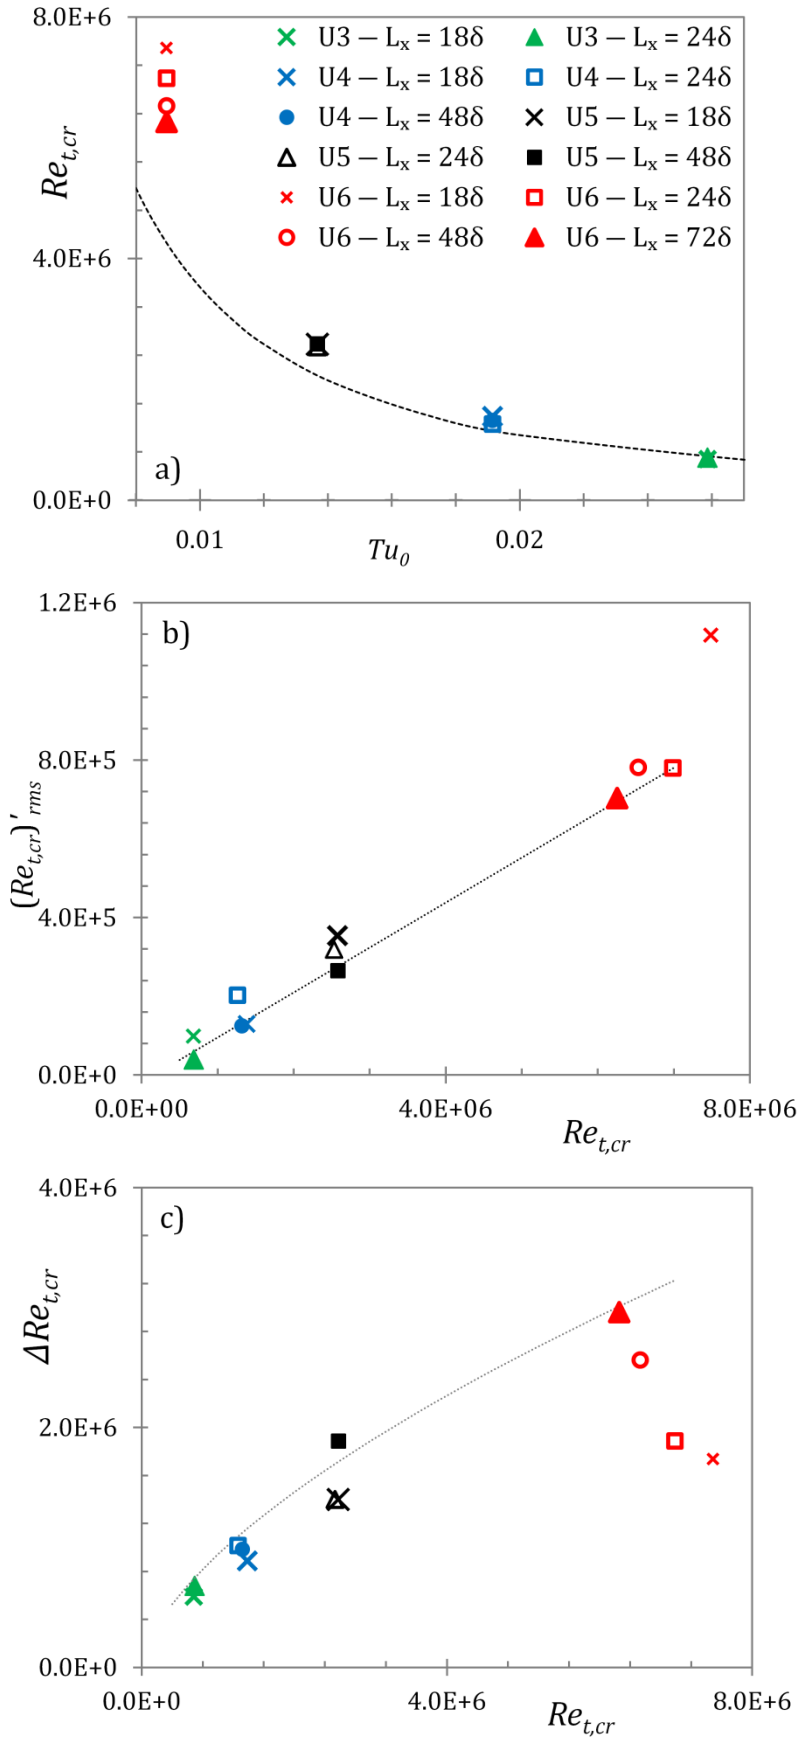 8.0E+6
U3 – Lₓ = 18δ
U3 – Lₓ = 24δ
U4 – Lₓ = 18δ
U4 – Lₓ = 24δ
U4 – Lₓ = 48δ
U5 – Lₓ = 18δ
U5 – Lₓ = 24δ
U5 – Lₓ = 48δ
U6 – Lₓ = 18δ
U6 – Lₓ = 24δ
U6 – Lₓ = 48δ
U6 – Lₓ = 72δ
Re_t,cr
4.0E+6
a)
0.0E+0
0.01
0.02
Tu₀
1.2E+6
b)
8.0E+5
(Re_t,cr)′rms
4.0E+5
0.0E+0
0.0E+00
4.0E+06
8.0E+06
Re_t,cr
4.0E+6
c)
ΔRe_t,cr
2.0E+6
0.0E+0
0.0E+0
4.0E+6
8.0E+6
Re_t,cr